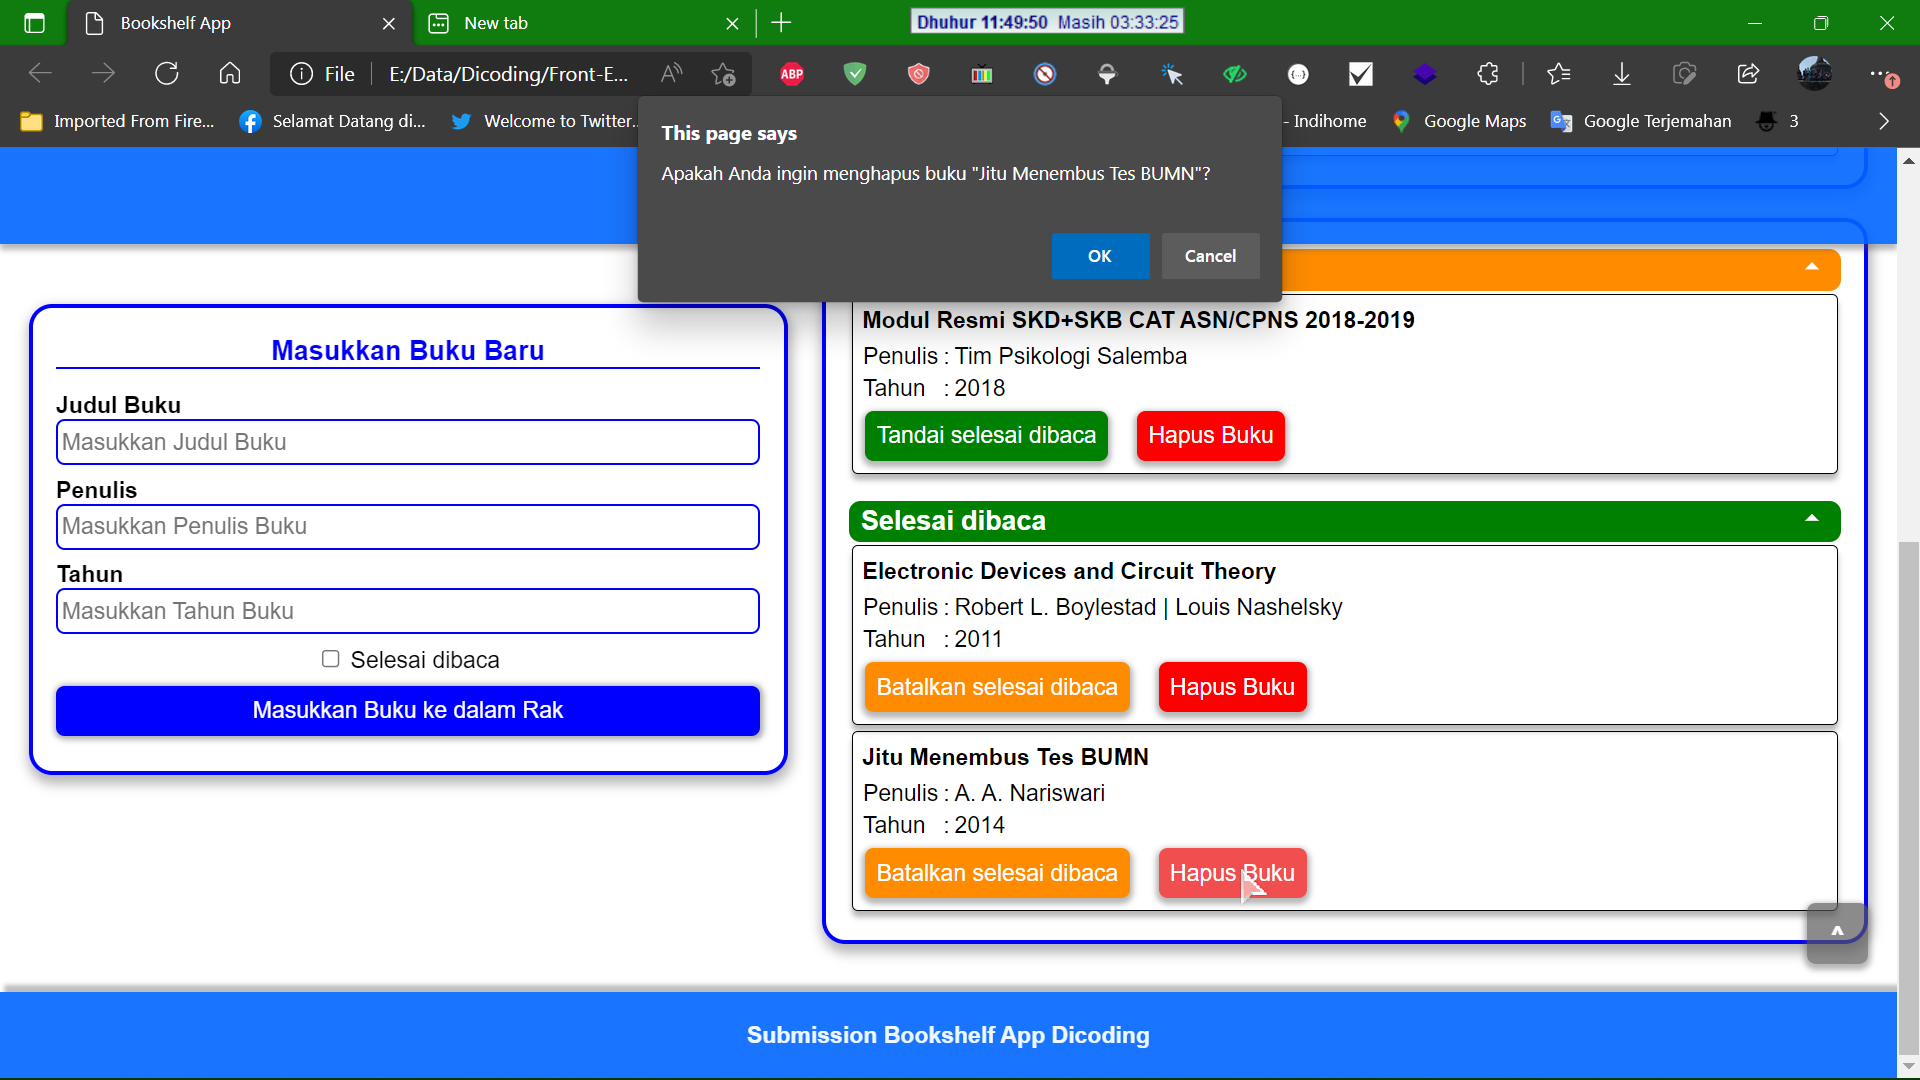 Bookshelf App
New tab
Dhuhur 11:49:50 Masih 03:33:25
File
E:/Data/Dicoding/Front-E...
ABP
Imported From Fire...
Selamat Datang di...
Welcome to Twitter..
- Indihome
Google Maps
Google Terjemahan
3
This page says
Apakah Anda ingin menghapus buku "Jitu Menembus Tes BUMN"?
OK
Cancel
Masukkan Buku Baru
Judul Buku
Masukkan Judul Buku
Penulis
Masukkan Penulis Buku
Tahun
Masukkan Tahun Buku
Selesai dibaca
Masukkan Buku ke dalam Rak
Modul Resmi SKD+SKB CAT ASN/CPNS 2018-2019
Penulis : Tim Psikologi Salemba
Tahun : 2018
Tandai selesai dibaca
Hapus Buku
Selesai dibaca
Electronic Devices and Circuit Theory
Penulis : Robert L. Boylestad | Louis Nashelsky
Tahun : 2011
Batalkan selesai dibaca
Hapus Buku
Jitu Menembus Tes BUMN
Penulis : A. A. Nariswari
Tahun : 2014
Batalkan selesai dibaca
Hapus Buku
Submission Bookshelf App Dicoding